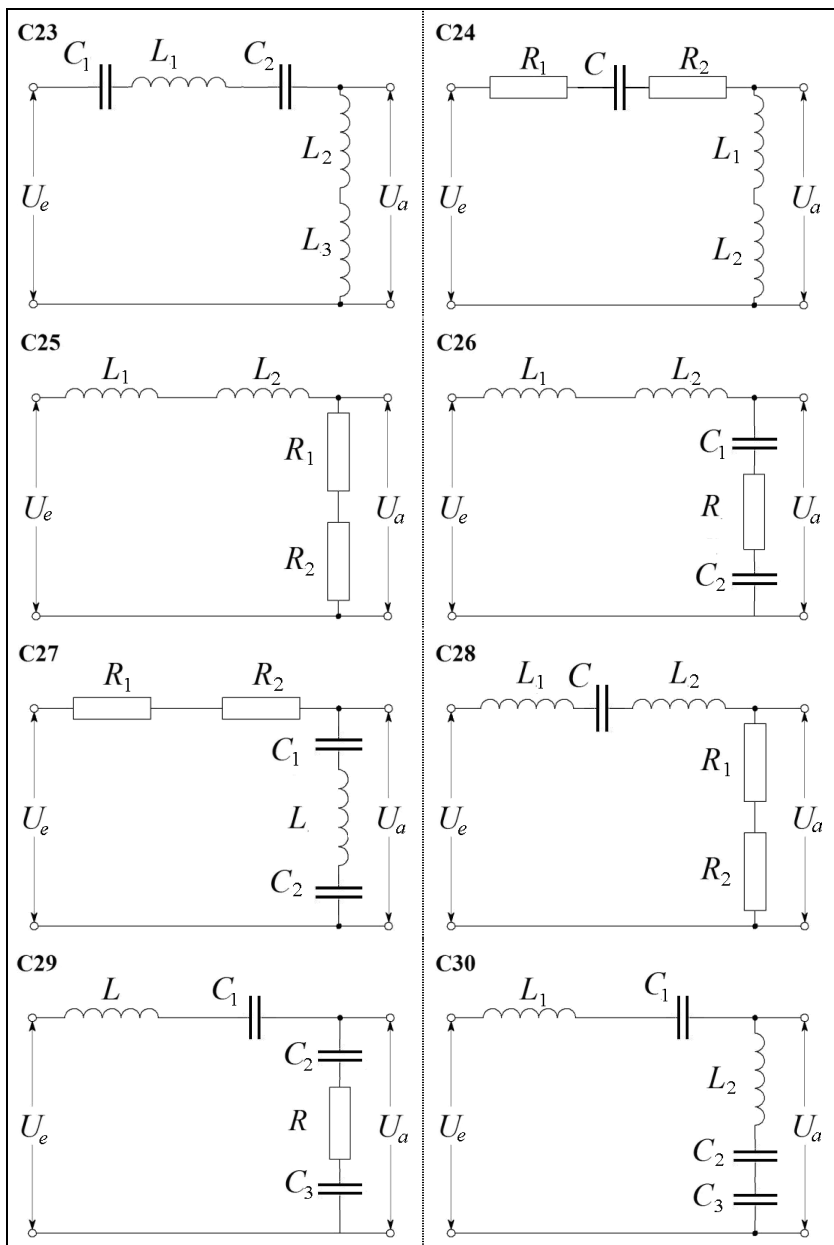 C23
C₁ L₁ C₂
L₂
Uₑ Uₐ
L₃
C24
R₁ C R₂
L₁
Uₑ Uₐ
L₂
C25
L₁ L₂
R₁
Uₑ Uₐ
R₂
C26
L₁ L₂
C₁
Uₑ R Uₐ
C₂
C27
R₁ R₂
C₁
Uₑ L Uₐ
C₂
C28
L₁ C L₂
R₁
Uₑ Uₐ
R₂
C29
L C₁
C₂
Uₑ R Uₐ
C₃
C30
L₁ C₁
L₂
Uₑ Uₐ
C₂
C₃